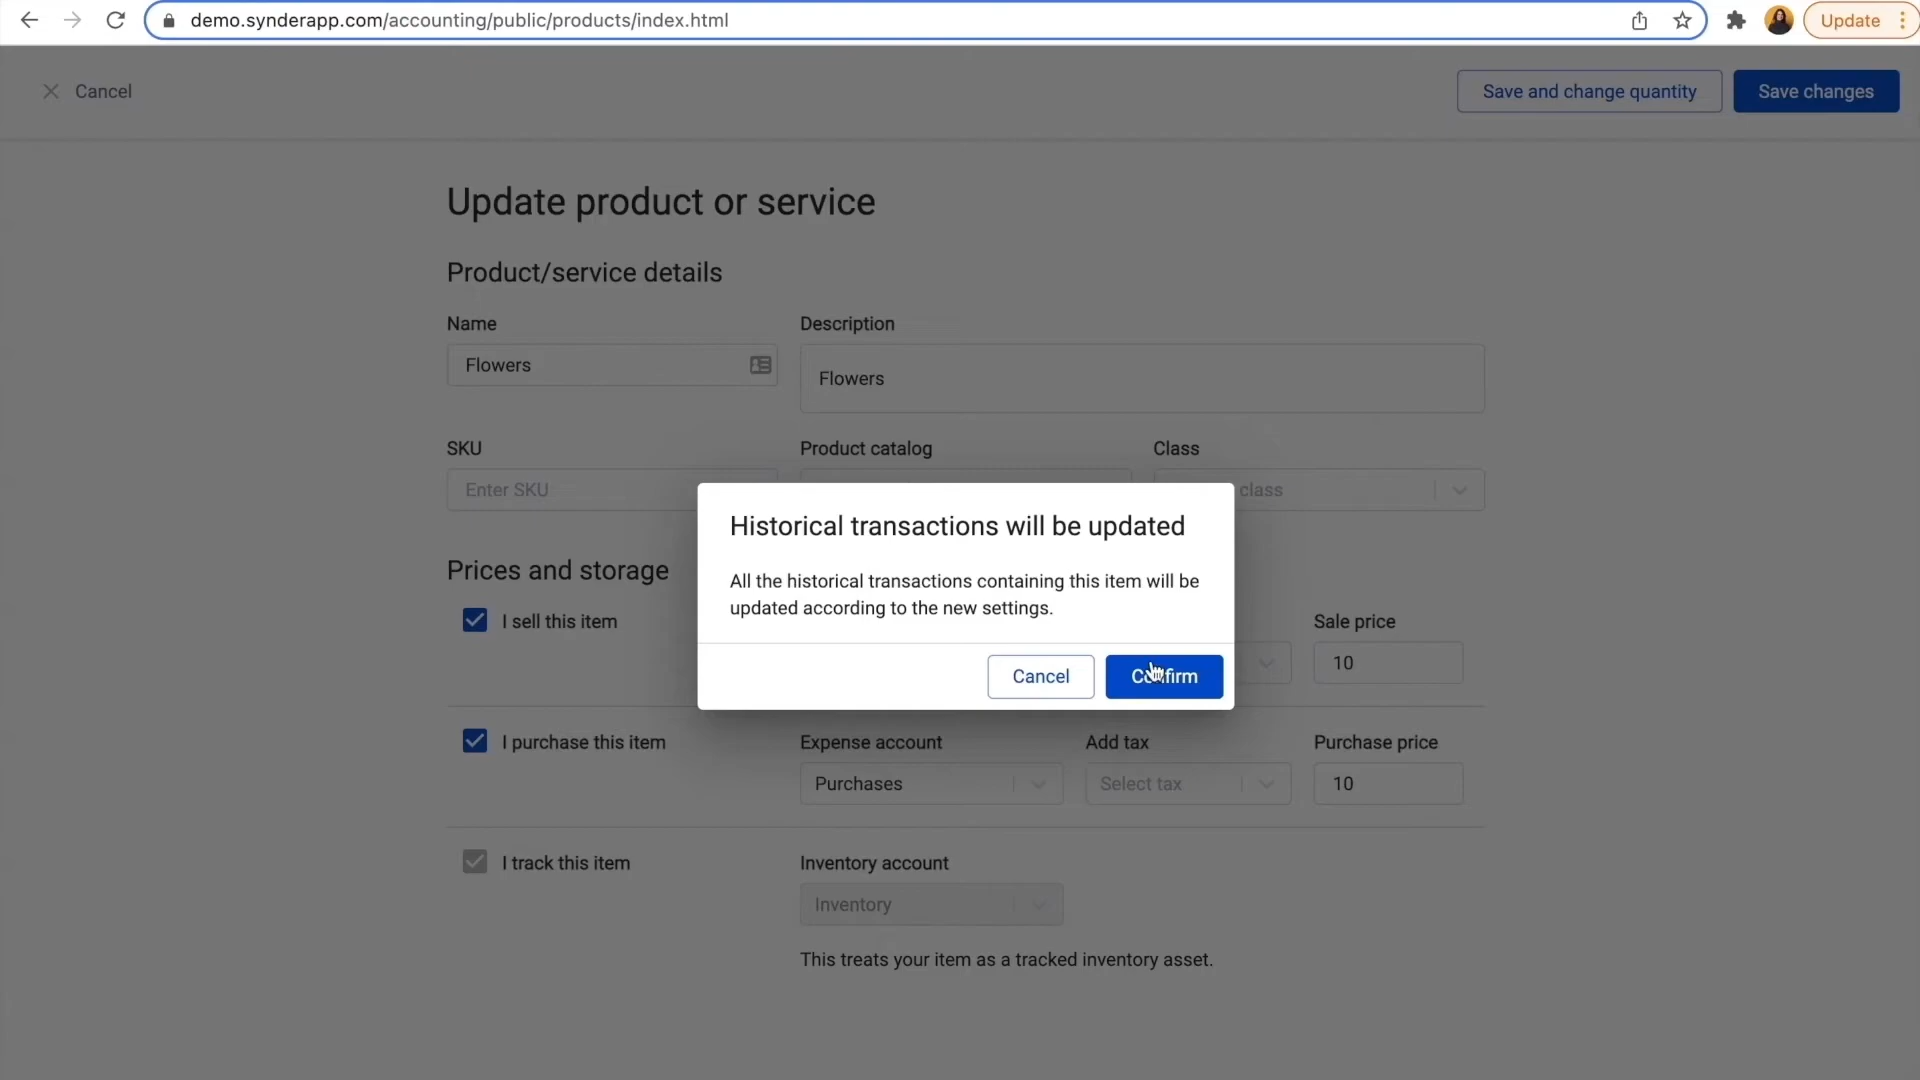 demo.synderapp.com/accounting/public/products/index.html
Update
Cancel
Save and change quantity
Save changes
Update product or service
Product/service details
Name
Description
Flowers
Flowers
SKU
Product catalog
Class
Enter SKU
class
Historical transactions will be updated
All the historical transactions containing this item will be
updated according to the new settings.
Cancel
Confirm
Prices and storage
I sell this item
Sale price
10
I purchase this item
Expense account
Add tax
Purchase price
Purchases
Select tax
10
I track this item
Inventory account
Inventory
This treats your item as a tracked inventory asset.